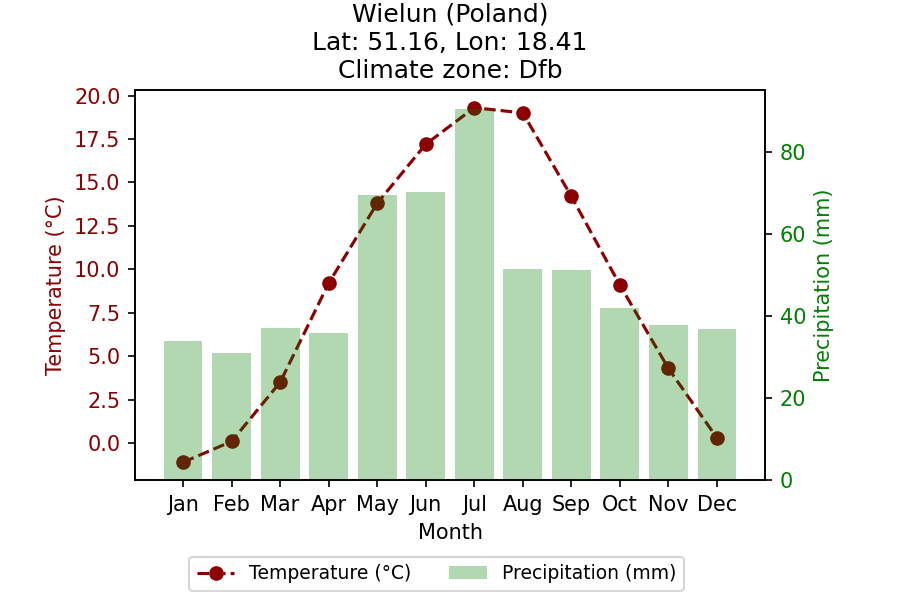 Wielun (Poland)
Lat: 51.16, Lon: 18.41
Climate zone: Dfb
20.0
17.5
15.0
12.5
10.0
7.5
5.0
2.5
0.0
Temperature (°C)
80
60
40
20
0
Precipitation (mm)
Jan Feb Mar Apr May Jun Jul Aug Sep Oct Nov Dec
Month
Temperature (°C) Precipitation (mm)